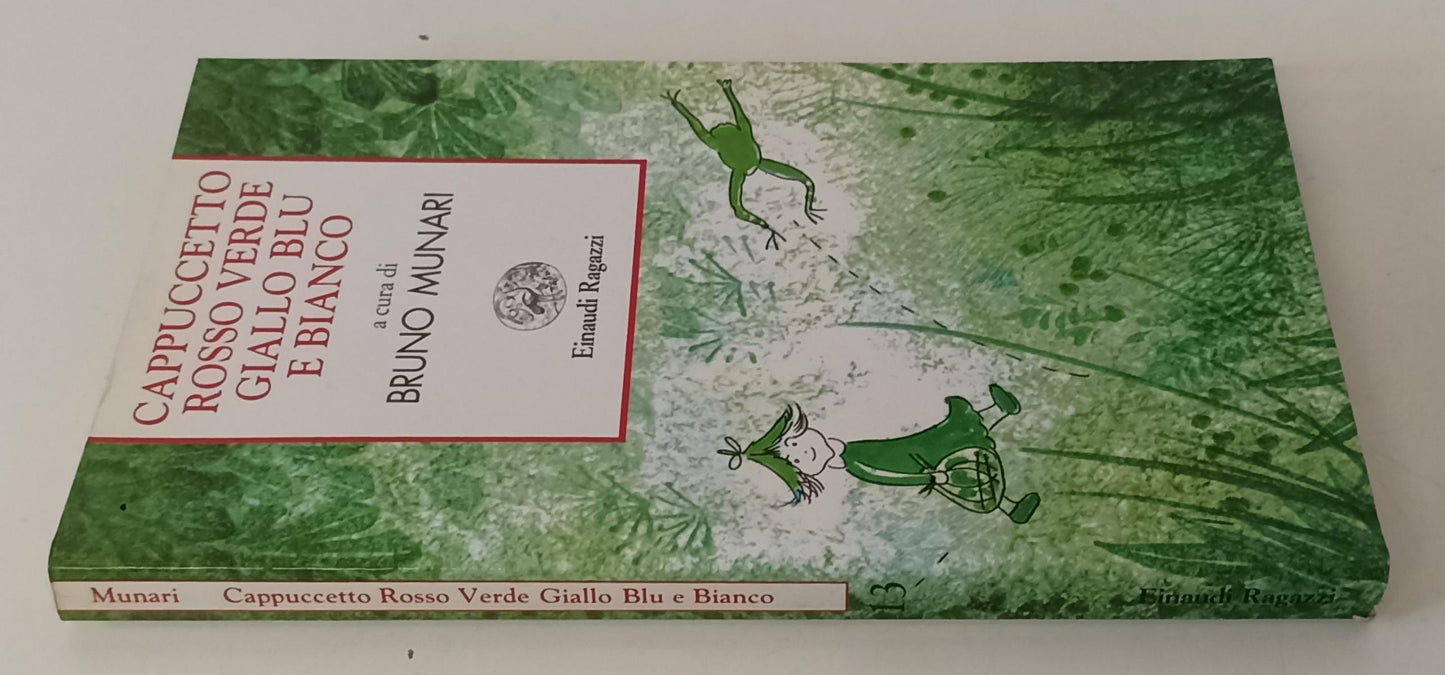 CAPPUCCETTO
ROSSO VERDE
GIALLO BLU
E BIANCO
a cura di
BRUNO MUNARI
Einaudi Ragazzi
Munari Cappuccetto Rosso Verde Giallo Blu e Bianco
13
Einaudi Ragazzi